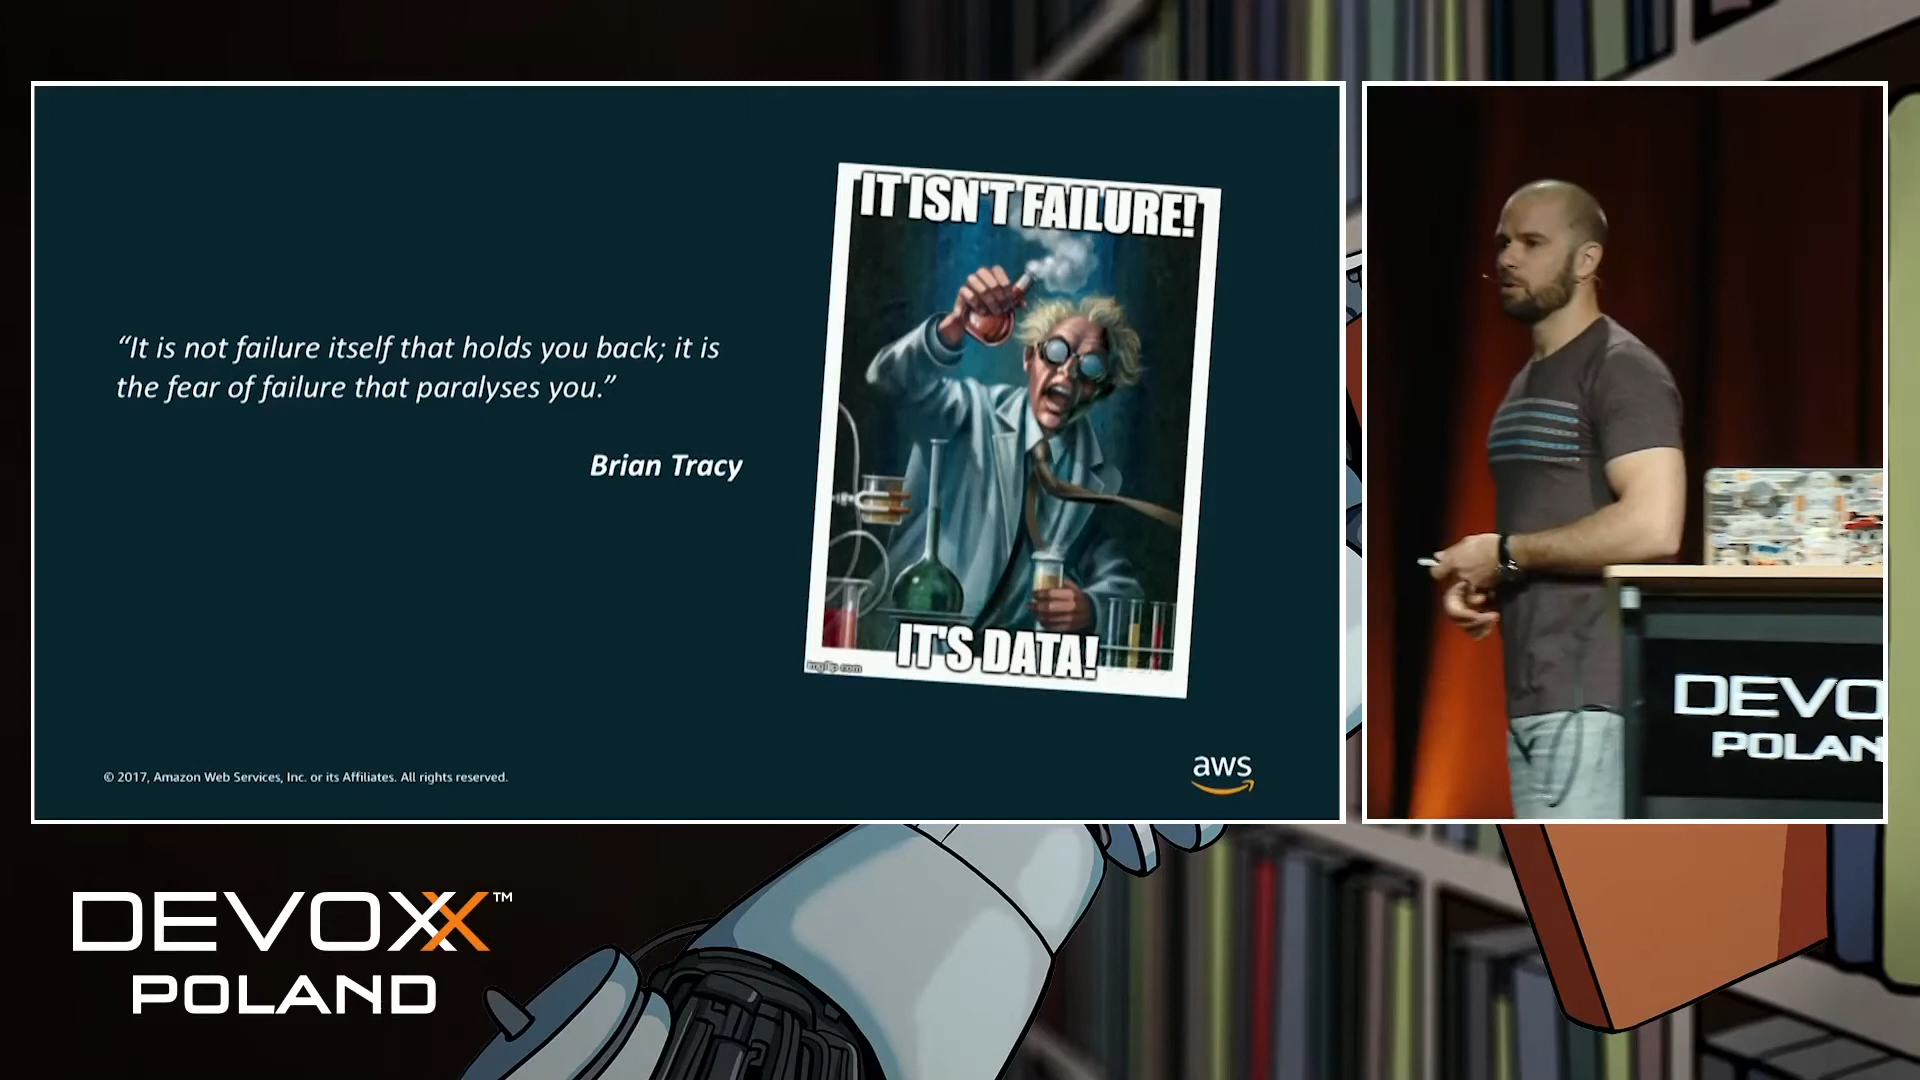 IT ISN'T FAILURE!
“It is not failure itself that holds you back; it is
the fear of failure that paralyses you.”
Brian Tracy
IT'S DATA!
imgflip.com
© 2017, Amazon Web Services, Inc. or its Affiliates. All rights reserved.
aws
DEVO
POLAN
DEVOXX™
POLAND